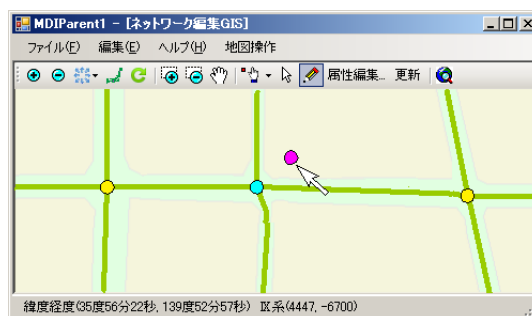 MDIParent1 - [ネットワーク編集GIS]
ファイル(F) 編集(E) ヘルプ(H) 地図操作
属性編集... 更新
緯度経度(35度56分22秒, 139度52分57秒) Ⅸ系(4447, -6700)